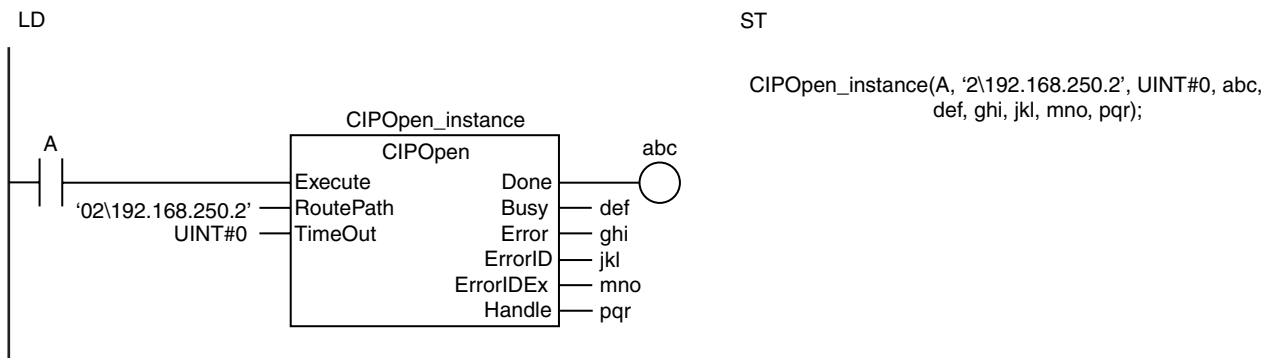 LD
ST
CIPOpen_instance(A, ‘2\192.168.250.2’, UINT#0, abc,
def, ghi, jkl, mno, pqr);
CIPOpen_instance
CIPOpen
A
abc
Execute Done
‘02\192.168.250.2’ RoutePath Busy def
UINT#0 TimeOut Error ghi
ErrorID jkl
ErrorIDEx mno
Handle pqr